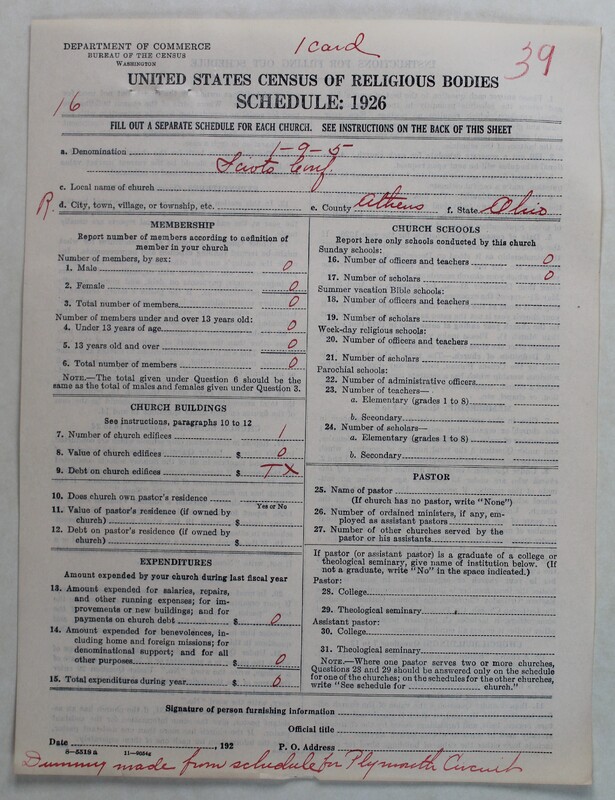 DEPARTMENT OF COMMERCE
BUREAU OF THE CENSUS
WASHINGTON
1 card
39
UNITED STATES CENSUS OF RELIGIOUS BODIES
SCHEDULE: 1926
16
FILL OUT A SEPARATE SCHEDULE FOR EACH CHURCH. SEE INSTRUCTIONS ON THE BACK OF THIS SHEET
a. Denomination 1-9-5
Scioto Conf.
c. Local name of church
R. d. City, town, village, or township, etc. e. County Athens f. State Ohio
MEMBERSHIP
Report number of members according to definition of
member in your church
Number of members, by sex:
1. Male 0
2. Female 0
3. Total number of members 0
Number of members under and over 13 years old:
4. Under 13 years of age 0
5. 13 years old and over 0
6. Total number of members 0
NOTE.—The total given under Question 6 should be the
same as the total of males and females given under Question 3.
CHURCH BUILDINGS
See instructions, paragraphs 10 to 12
7. Number of church edifices 1
8. Value of church edifices $ 0
9. Debt on church edifices $ TX
10. Does church own pastor's residence
Yes or No
11. Value of pastor's residence (if owned by
church) $
12. Debt on pastor's residence (if owned by
church) $
EXPENDITURES
Amount expended by your church during last fiscal year
13. Amount expended for salaries, repairs,
and other running expenses; for im-
provements or new buildings; and for
payments on church debt $ 0
14. Amount expended for benevolences, in-
cluding home and foreign missions; for
denominational support; and for all
other purposes $ 0
15. Total expenditures during year $ 0
CHURCH SCHOOLS
Report here only schools conducted by this church
Sunday schools:
16. Number of officers and teachers 0
17. Number of scholars 0
Summer vacation Bible schools:
18. Number of officers and teachers
19. Number of scholars
Week-day religious schools:
20. Number of officers and teachers
21. Number of scholars
Parochial schools:
22. Number of administrative officers
23. Number of teachers—
a. Elementary (grades 1 to 8)
b. Secondary
24. Number of scholars—
a. Elementary (grades 1 to 8)
b. Secondary
PASTOR
25. Name of pastor
(If church has no pastor, write "None")
26. Number of ordained ministers, if any, em-
ployed as assistant pastors
27. Number of other churches served by the
pastor or his assistants
If pastor (or assistant pastor) is a graduate of a college or
theological seminary, give name of institution below. (If
not a graduate, write "No" in the space indicated.)
Pastor:
28. College
29. Theological seminary
Assistant pastor:
30. College
31. Theological seminary
NOTE.—Where one pastor serves two or more churches,
Questions 28 and 29 should be answered only on the schedule
for one of the churches; on the schedules for the other churches,
write "See schedule for church."
Signature of person furnishing information
Official title
Date , 192 P. O. Address
8-5518a 11-9054a
Dummy made from schedule for Plymouth Circuit